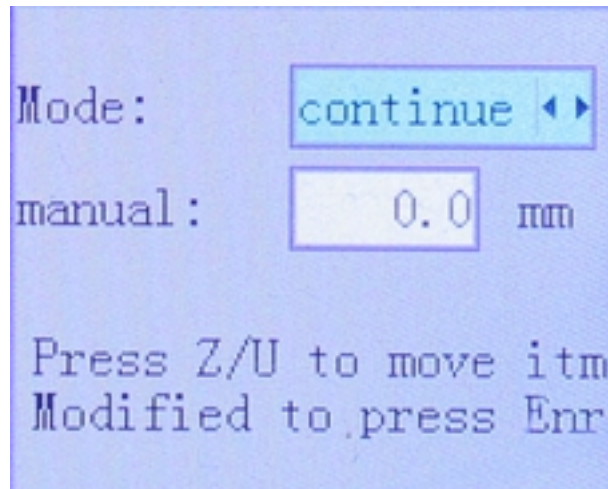 Mode: continue
manual: 0.0 mm
Press Z/U to move itm
Modified to press Enr